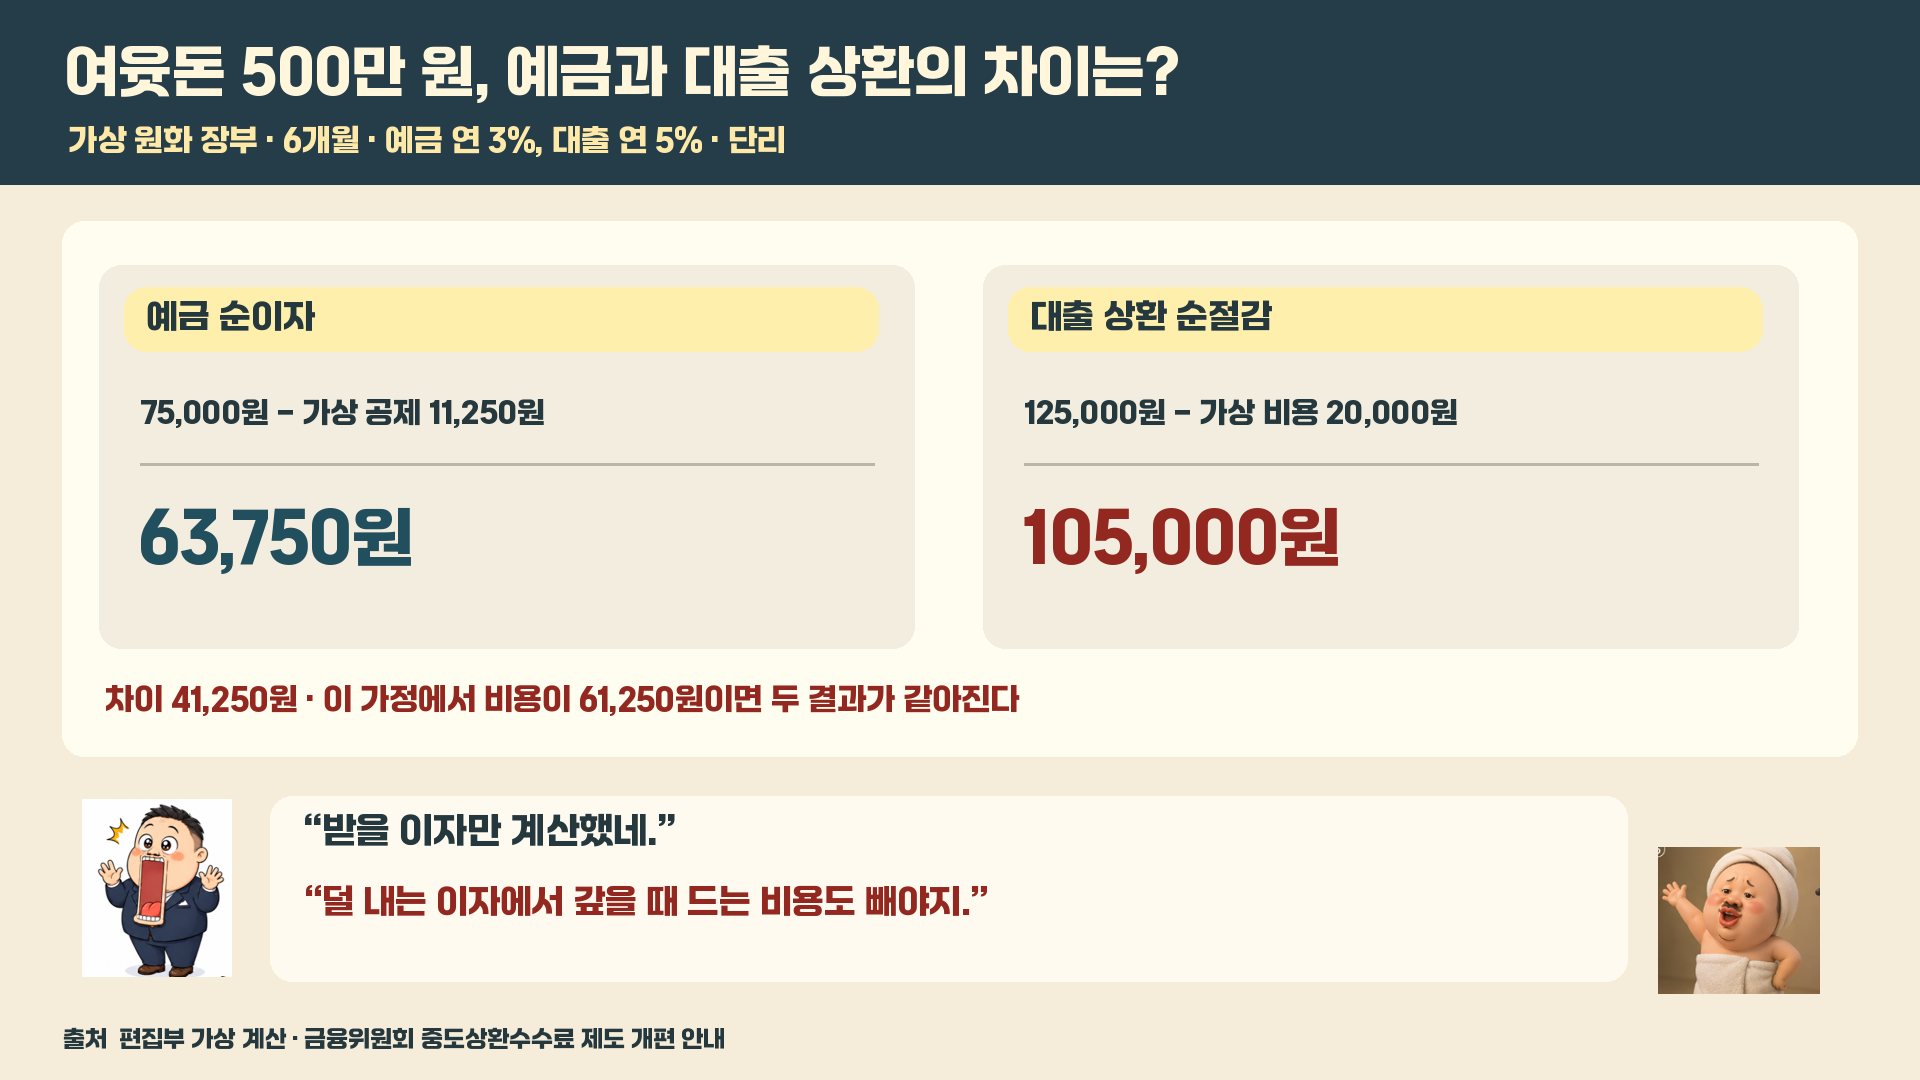 여윳돈 500만 원, 예금과 대출 상환의 차이는?
가상 원화 장부 · 6개월 · 예금 연 3%, 대출 연 5% · 단리
예금 순이자
75,000원 − 가상 공제 11,250원
63,750원
대출 상환 순절감
125,000원 − 가상 비용 20,000원
105,000원
차이 41,250원 · 이 가정에서 비용이 61,250원이면 두 결과가 같아진다
“받을 이자만 계산했네.”
“덜 내는 이자에서 갚을 때 드는 비용도 빼야지.”
출처 편집부 가상 계산 · 금융위원회 중도상환수수료 제도 개편 안내